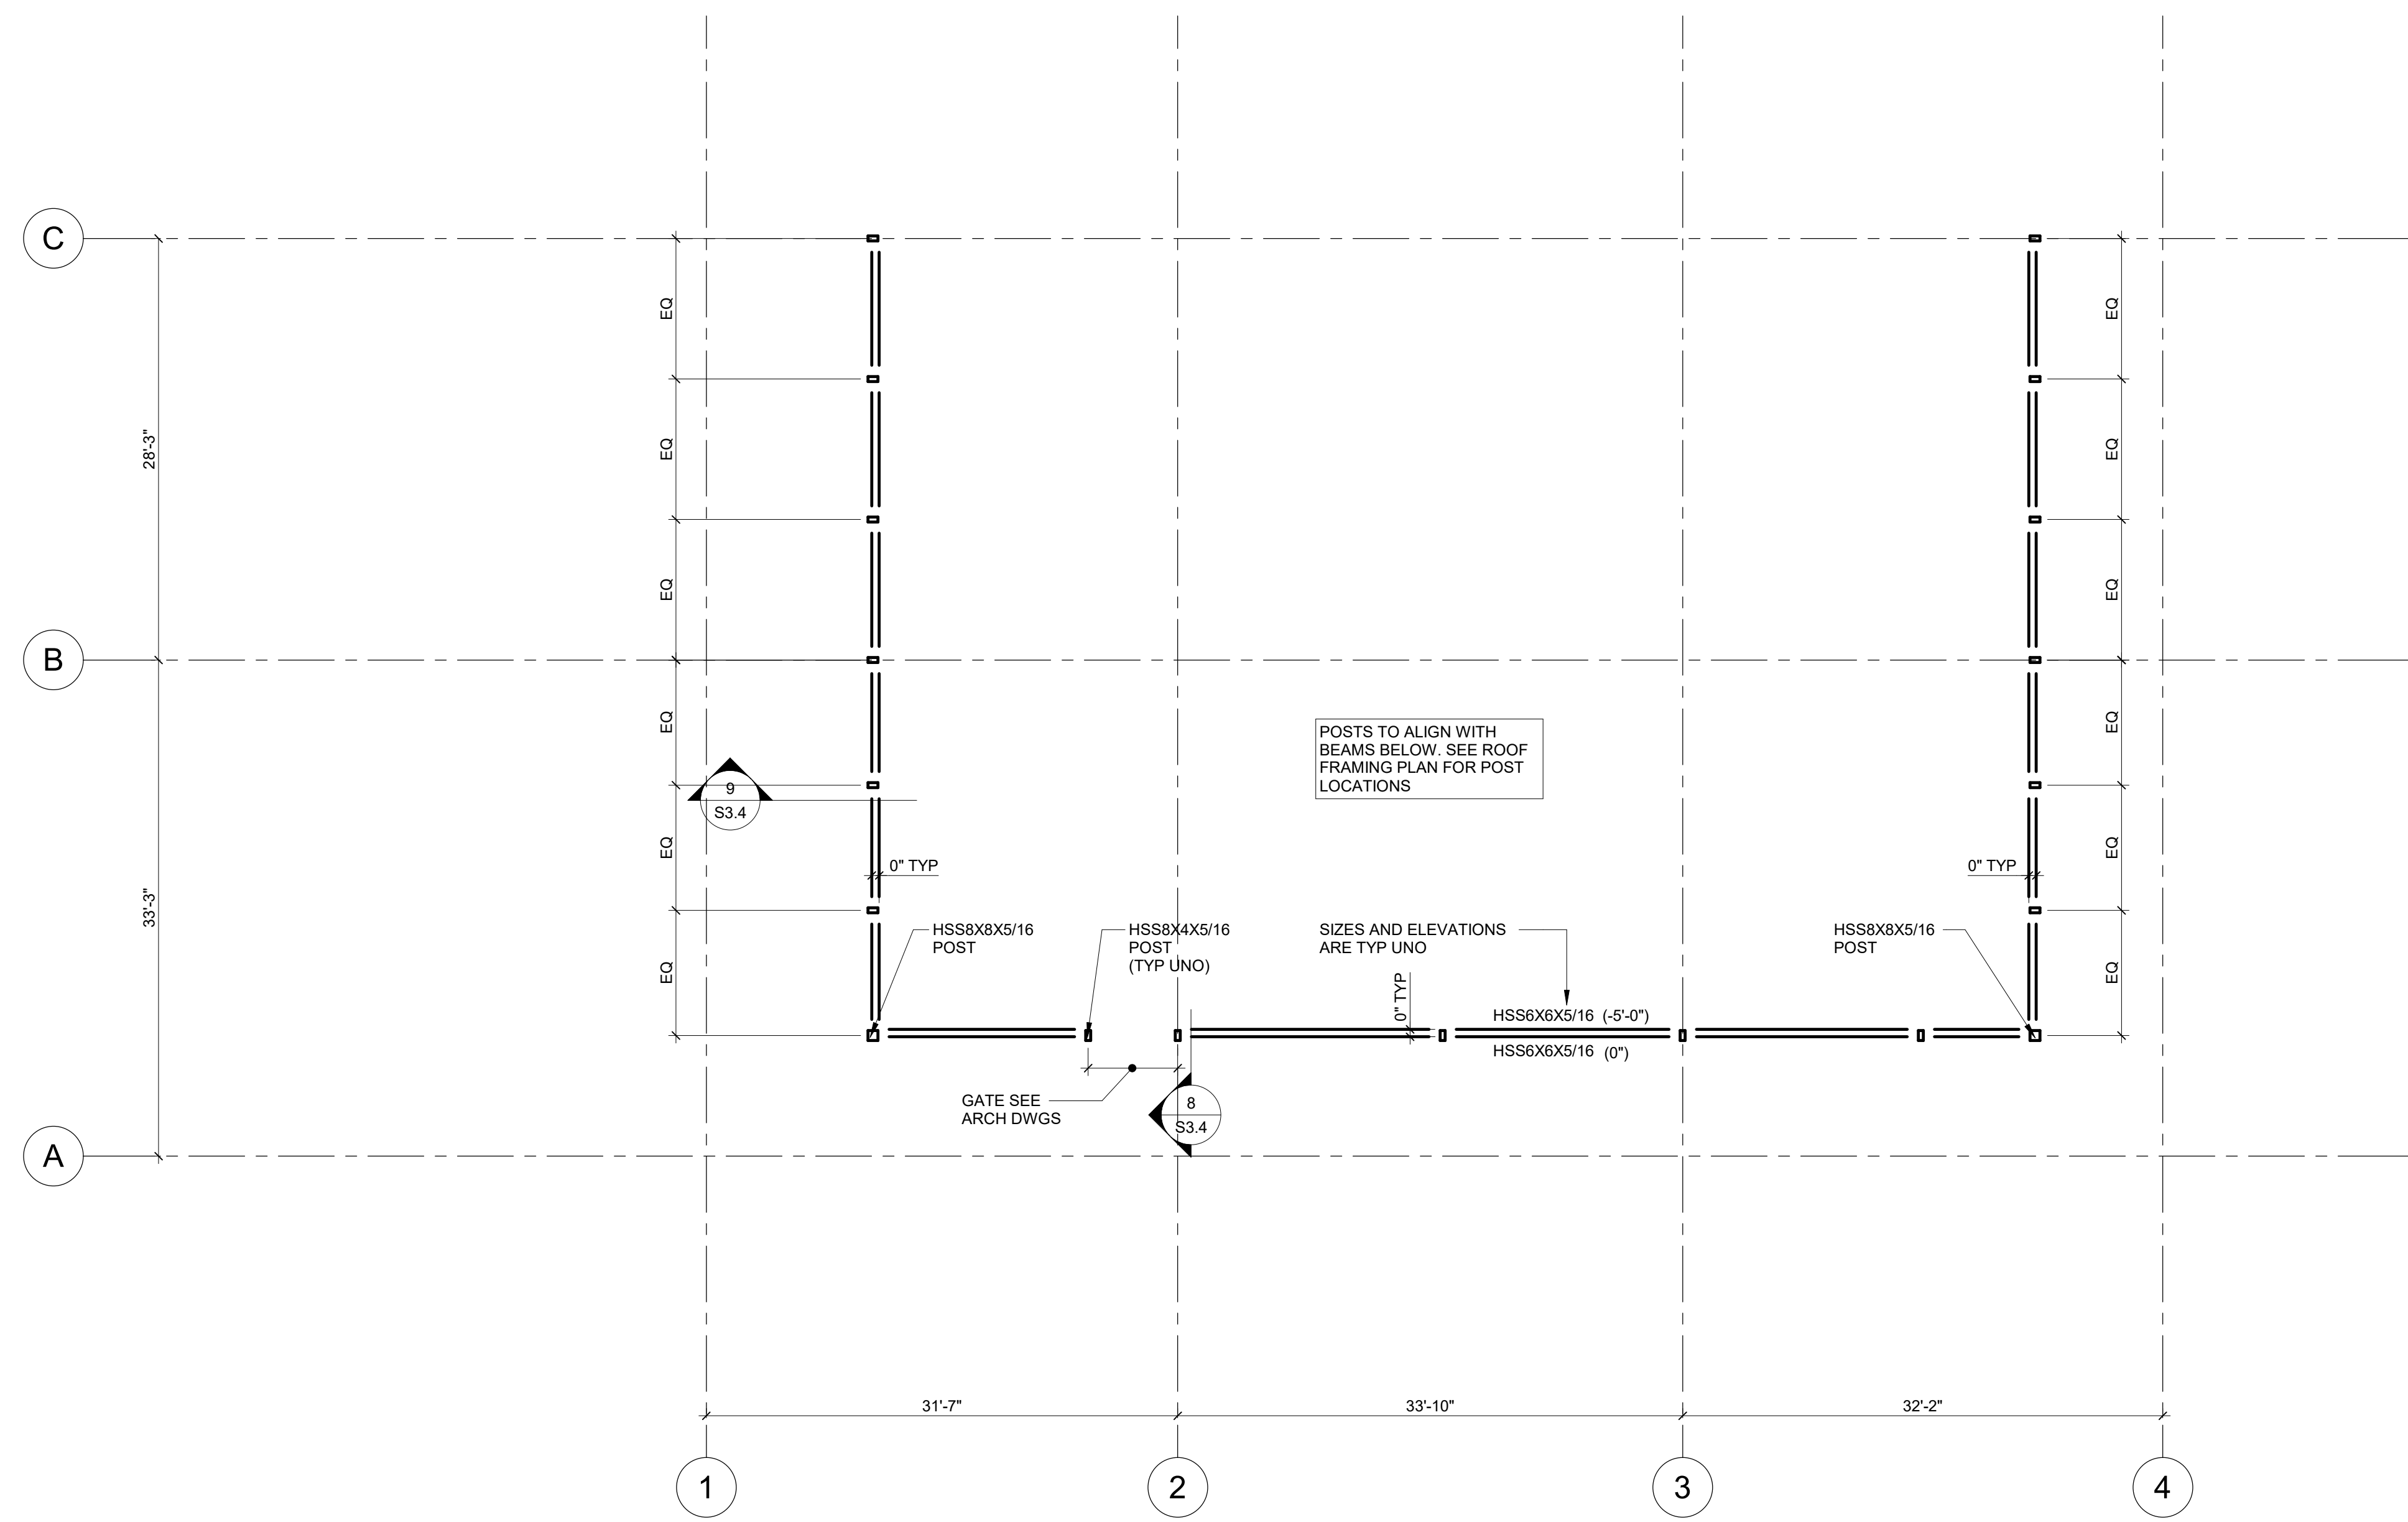 C
EQ
EQ
28'-3"
EQ
EQ
EQ
EQ
B
EQ
EQ
POSTS TO ALIGN WITH
BEAMS BELOW. SEE ROOF
FRAMING PLAN FOR POST
LOCATIONS
9
S3.4
EQ
EQ
0" TYP
0" TYP
33'-3"
HSS8X8X5/16
POST
HSS8X4X5/16
POST
(TYP UNO)
SIZES AND ELEVATIONS
ARE TYP UNO
HSS8X8X5/16
POST
EQ
EQ
0" TYP
HSS6X6X5/16 (-5'-0")
HSS6X6X5/16 (0")
GATE SEE
ARCH DWGS
8
S3.4
A
31'-7"
33'-10"
32'-2"
1
2
3
4